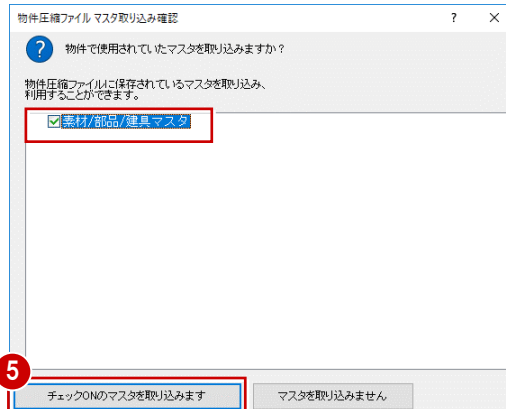 物件圧縮ファイル マスタ取り込み確認
物件で使用されていたマスタを取り込みますか？
物件圧縮ファイルに保存されているマスタを取り込み、
利用することができます。
素材/部品/建具マスタ
5
チェックONのマスタを取り込みます
マスタを取り込みません